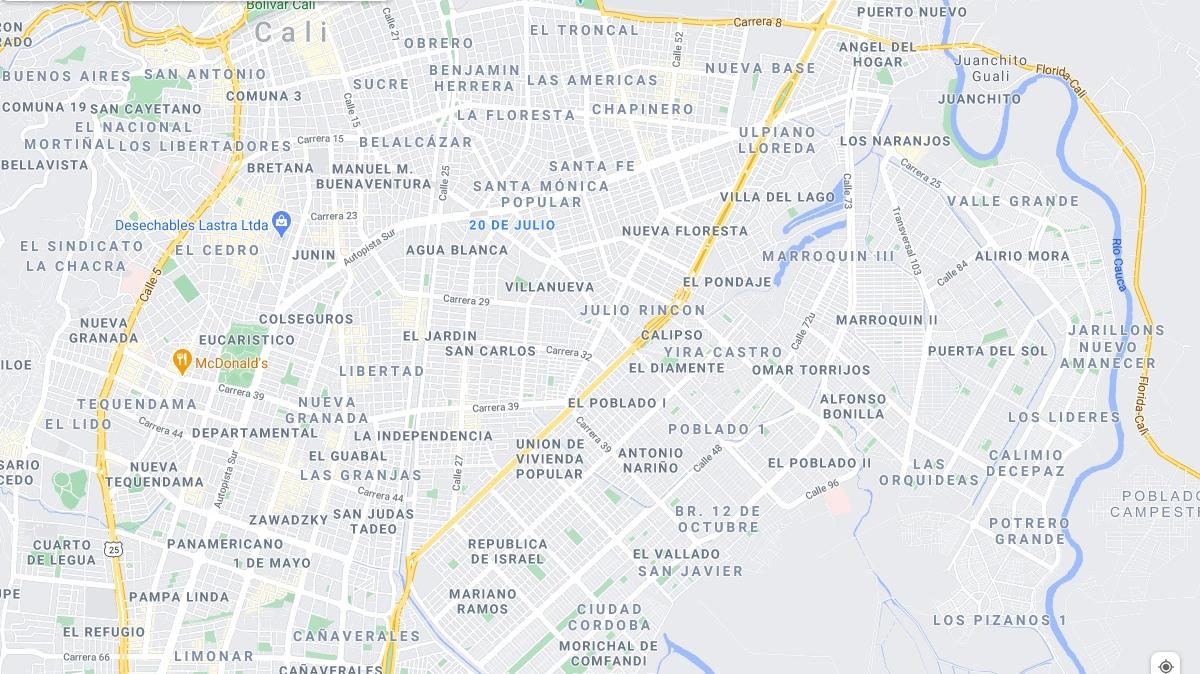 Bolívar Cali
Cali
Calle 21
OBRERO
EL TRONCAL
Calle 52
Carrera 8
PUERTO NUEVO
ANGEL DEL
HOGAR
Juanchito
Guali
Florida-Cali
BUENOS AIRES
SAN ANTONIO
SUCRE
BENJAMIN
HERRERA
LAS AMERICAS
NUEVA BASE
COMUNA 19
SAN CAYETANO
COMUNA 3
Calle 15
LA FLORESTA
CHAPINERO
JUANCHITO
EL NACIONAL
MORTIÑAL
LOS LIBERTADORES
Carrera 15
BELALCÁZAR
ULPIANO
LLOREDA
LOS NARANJOS
BELLAVISTA
BRETANA
MANUEL M.
BUENAVENTURA
Calle 25
SANTA FE
SANTA MÓNICA
POPULAR
VILLA DEL LAGO
Calle 73
Carrera 25
VALLE GRANDE
Desechables Lastra Ltda
Carrera 23
20 DE JULIO
NUEVA FLORESTA
Transversal 103
EL SINDICATO
LA CHACRA
EL CEDRO
JUNIN
Autopista Sur
AGUA BLANCA
MARROQUIN III
ALIRIO MORA
Calle 84
Río Cauca
Calle 5
VILLANUEVA
EL PONDAJE
Carrera 29
JULIO RINCON
NUEVA
GRANADA
COLSEGUROS
EUCARISTICO
EL JARDIN
SAN CARLOS
Carrera 32
CALIPSO
YIRA CASTRO
Calle 72u
MARROQUIN II
JARILLONS
NUEVO
AMANECER
PUERTA DEL SOL
ILOE
McDonald's
LIBERTAD
EL DIAMENTE
OMAR TORRIJOS
Carrera 39
TEQUENDAMA
NUEVA
GRANADA
Carrera 39
EL POBLADO I
ALFONSO
BONILLA
Florida-Cali
EL LIDO
Carrera 44
DEPARTAMENTAL
LA INDEPENDENCIA
Carrera 39
POBLADO 1
LOS LIDERES
EL GUABAL
UNION DE
VIVIENDA
POPULAR
ANTONIO
NARIÑO
Calle 48
EL POBLADO II
LAS
ORQUIDEAS
CALIMIO
DECEPAZ
NUEVA
TEQUENDAMA
Autopista Sur
LAS GRANJAS
Calle 27
Carrera 44
Calle 96
POBLADO
CAMPESTR
ZAWADZKY
SAN JUDAS
TADEO
BR. 12 DE
OCTUBRE
POTRERO
GRANDE
CUARTO
DE LEGUA
25
PANAMERICANO
1 DE MAYO
REPUBLICA
DE ISRAEL
EL VALLADO
SAN JAVIER
PAMPA LINDA
MARIANO
RAMOS
CIUDAD
CORDOBA
LOS PIZANOS 1
EL REFUGIO
CAÑAVERALES
MORICHAL DE
COMFANDI
Carrera 66
LIMONAR
CAÑAVERALES